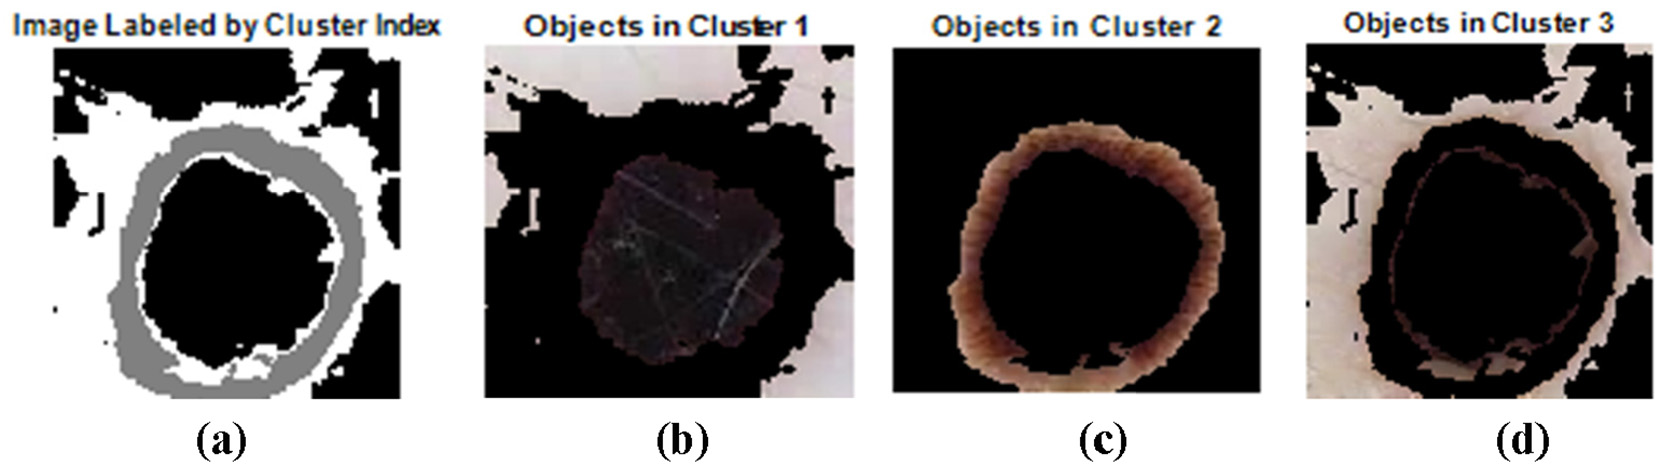 Image Labeled by Cluster Index
Objects in Cluster 1
Objects in Cluster 2
Objects in Cluster 3
(a)
(b)
(c)
(d)